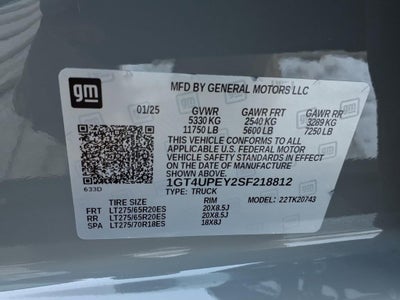 gm
MFD BY GENERAL MOTORS LLC
01/25 GVWR GAWR FRT GAWR RR
5330 KG 2540 KG 3289 KG
11750 LB 5600 LB 7250 LB
THIS VEHICLE CONFORMS TO ALL
APPLICABLE U.S. FEDERAL MOTOR
VEHICLE SAFETY STANDARDS IN EFFECT
ON THE DATE OF MANUFACTURE
633D 1GT4UPEY2SF218812
TYPE: TRUCK
TIRE SIZE RIM MODEL: 22TK20743
FRT LT275/65R20ES 20X8.5J
RR LT275/65R20ES 20X8.5J
SPA LT275/70R18ES 18X8J